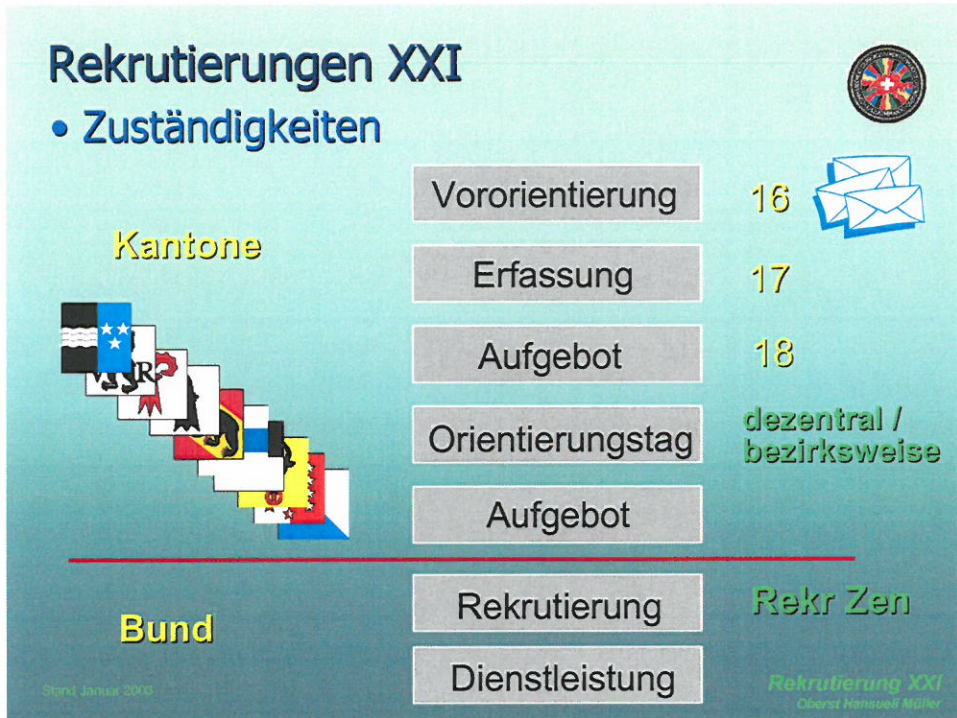 Rekrutierungen XXI
• Zuständigkeiten
Vororientierung 16
Kantone
Erfassung 17
Aufgebot 18
Orientierungstag
dezentral /
bezirksweise
Aufgebot
Bund
Rekrutierung Rekr Zen
Dienstleistung
Stand Januar 2003
Rekrutierung XXI
Oberst Hansueli Müller